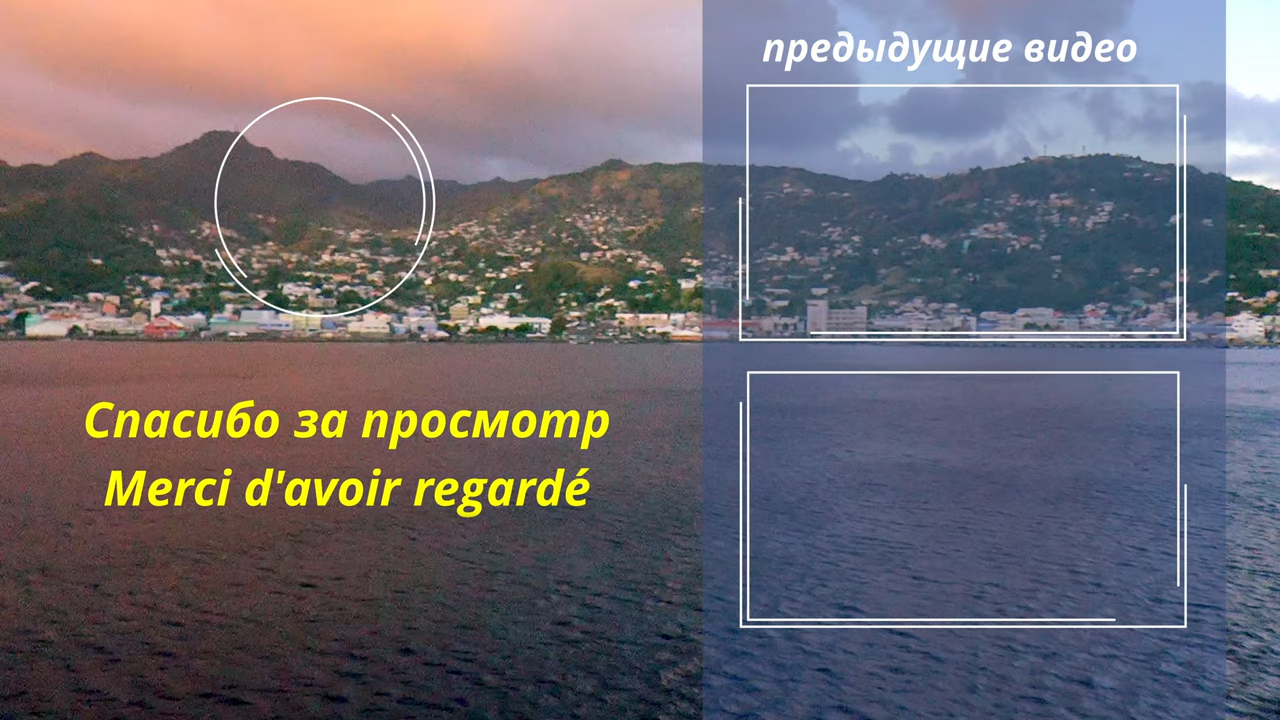 предыдущие видео
Спасибо за просмотр
Merci d'avoir regardé